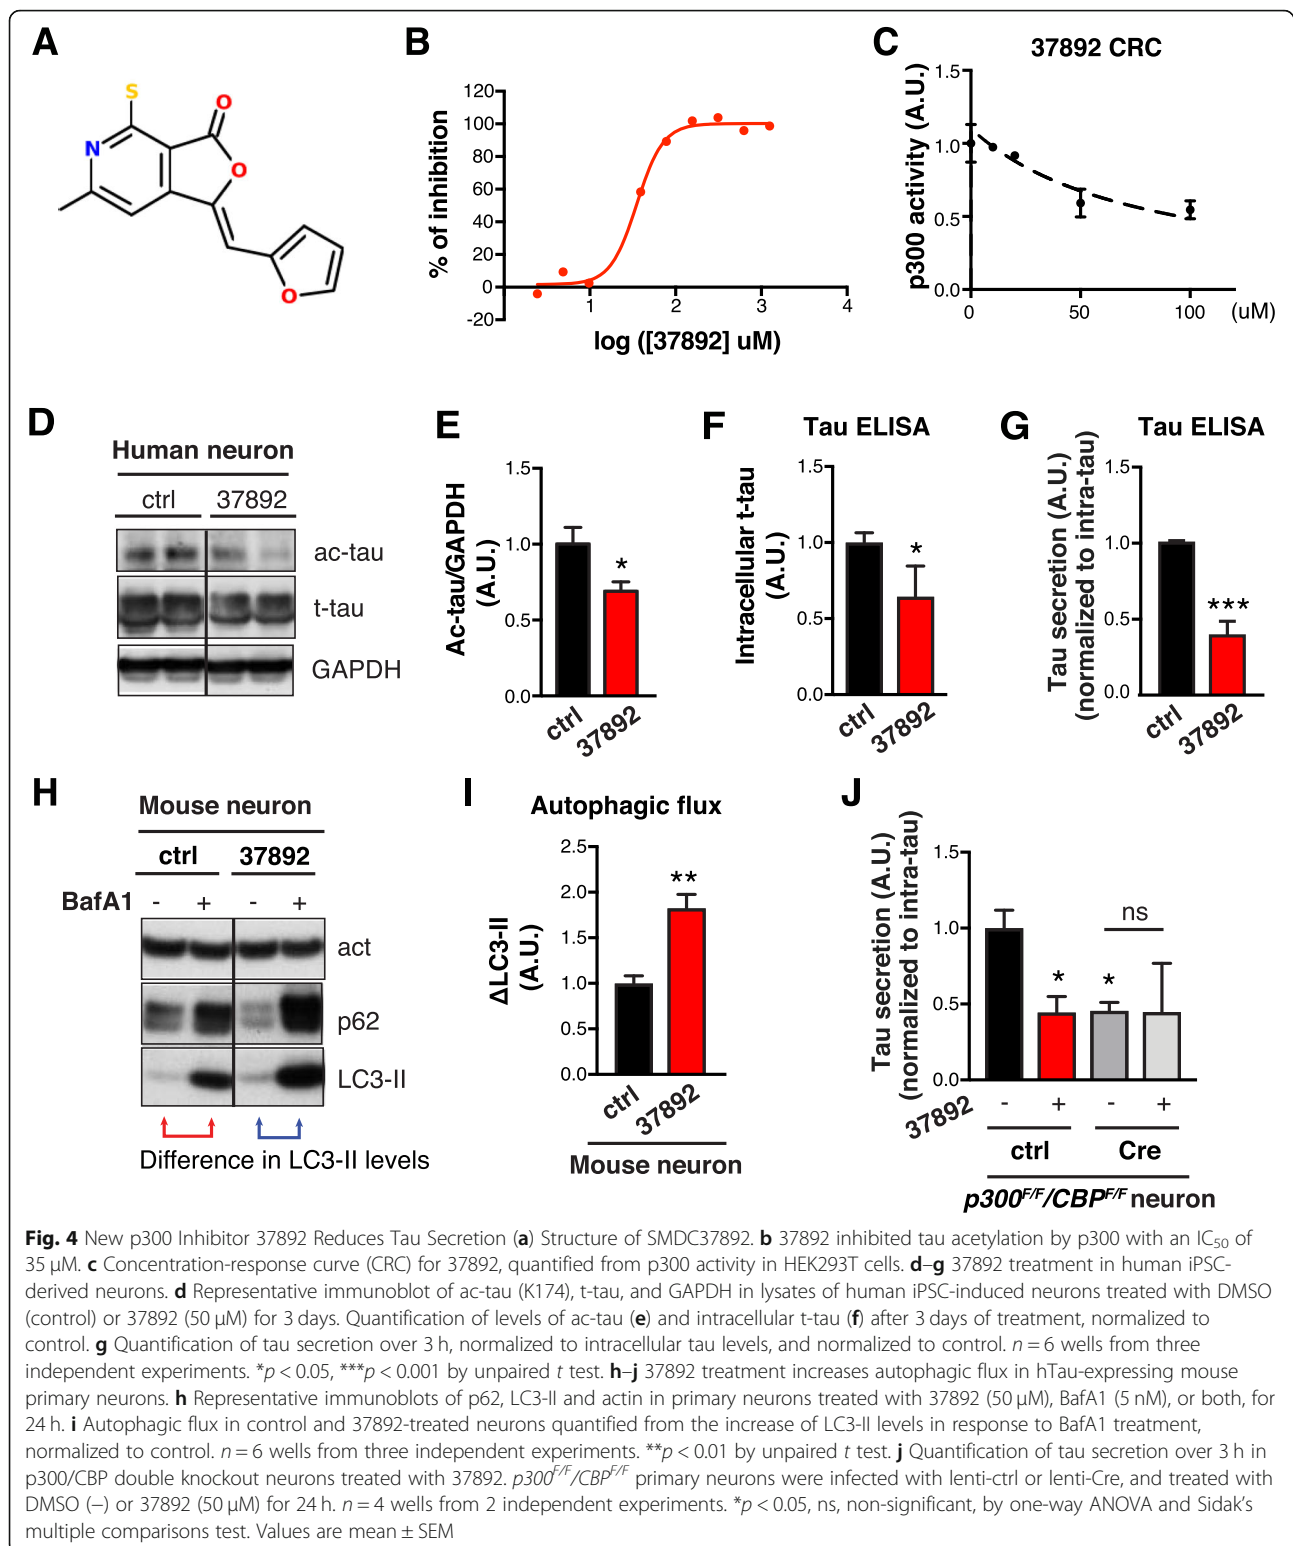 A
S
O
N
O
O
B
120
100
80
60
40
20
0
-20
1
2
3
4
% of inhibition
log ([37892] uM)
C
37892 CRC
1.5
1.0
0.5
0.0
0
50
100
(uM)
p300 activity (A.U.)
D
Human neuron
ctrl
37892
ac-tau
t-tau
GAPDH
E
Ac-tau/GAPDH
(A.U.)
1.5
1.0
0.5
0.0
*
ctrl
37892
F
Tau ELISA
Intracellular t-tau
(A.U.)
1.5
1.0
0.5
0.0
*
ctrl
37892
G
Tau ELISA
Tau secretion (A.U.)
(normalized to intra-tau)
1.5
1.0
0.5
0.0
***
ctrl
37892
H
Mouse neuron
ctrl
37892
BafA1 - + - +
act
p62
LC3-II
Difference in LC3-II levels
I
Autophagic flux
ΔLC3-II
(A.U.)
2.5
2.0
1.5
1.0
0.5
0.0
**
ctrl
37892
Mouse neuron
J
Tau secretion (A.U.)
(normalized to intra-tau)
1.5
1.0
0.5
0.0
*
*
ns
37892 - + - +
ctrl
Cre
p300F/F/CBPF/F neuron
Fig. 4 New p300 Inhibitor 37892 Reduces Tau Secretion (a) Structure of SMDC37892. b 37892 inhibited tau acetylation by p300 with an IC50 of
35 μM. c Concentration-response curve (CRC) for 37892, quantified from p300 activity in HEK293T cells. d–g 37892 treatment in human iPSC-
derived neurons. d Representative immunoblot of ac-tau (K174), t-tau, and GAPDH in lysates of human iPSC-induced neurons treated with DMSO
(control) or 37892 (50 μM) for 3 days. Quantification of levels of ac-tau (e) and intracellular t-tau (f) after 3 days of treatment, normalized to
control. g Quantification of tau secretion over 3 h, normalized to intracellular tau levels, and normalized to control. n = 6 wells from three
independent experiments. *p < 0.05, ***p < 0.001 by unpaired t test. h–j 37892 treatment increases autophagic flux in hTau-expressing mouse
primary neurons. h Representative immunoblots of p62, LC3-II and actin in primary neurons treated with 37892 (50 μM), BafA1 (5 nM), or both, for
24 h. i Autophagic flux in control and 37892-treated neurons quantified from the increase of LC3-II levels in response to BafA1 treatment,
normalized to control. n = 6 wells from three independent experiments. **p < 0.01 by unpaired t test. j Quantification of tau secretion over 3 h in
p300/CBP double knockout neurons treated with 37892. p300F/F/CBPF/F primary neurons were infected with lenti-ctrl or lenti-Cre, and treated with
DMSO (−) or 37892 (50 μM) for 24 h. n = 4 wells from 2 independent experiments. *p < 0.05, ns, non-significant, by one-way ANOVA and Sidak's
multiple comparisons test. Values are mean ± SEM